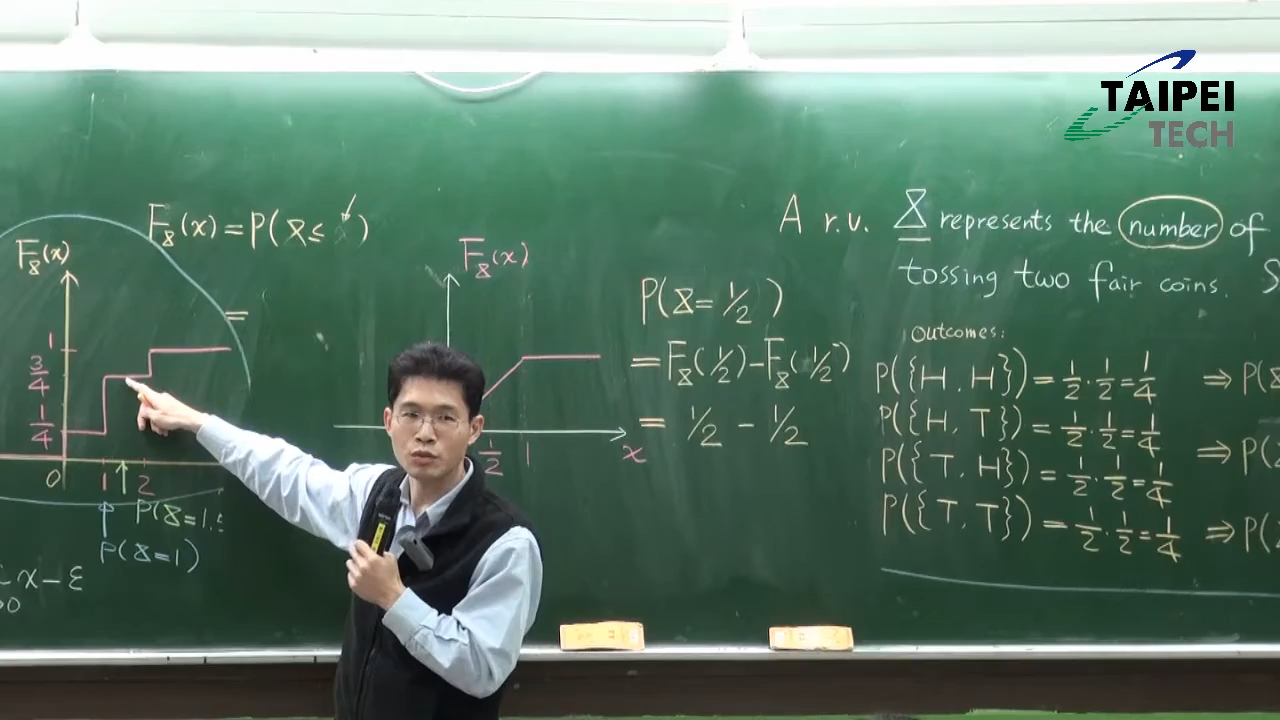 TAIPEI
TECH
F_X(x) = P(X ≤ x)
=
F_X(x)
1
3/4
1/4
0
1
2
P(X=1.5
P(X=1)
x-ε
→0
F_X(x)
1/2
1
x
P(X=1/2)
=F_X(1/2)-F_X(1/2)
= 1/2 - 1/2
A r.v. X represents the number of
tossing two fair coins. S
Outcomes:
P({H, H}) = 1/2 · 1/2 = 1/4 ⇒ P(X
P({H, T}) = 1/2 · 1/2 = 1/4
P({T, H}) = 1/2 · 1/2 = 1/4 ⇒ P(
P({T, T}) = 1/2 · 1/2 = 1/4 ⇒ P(